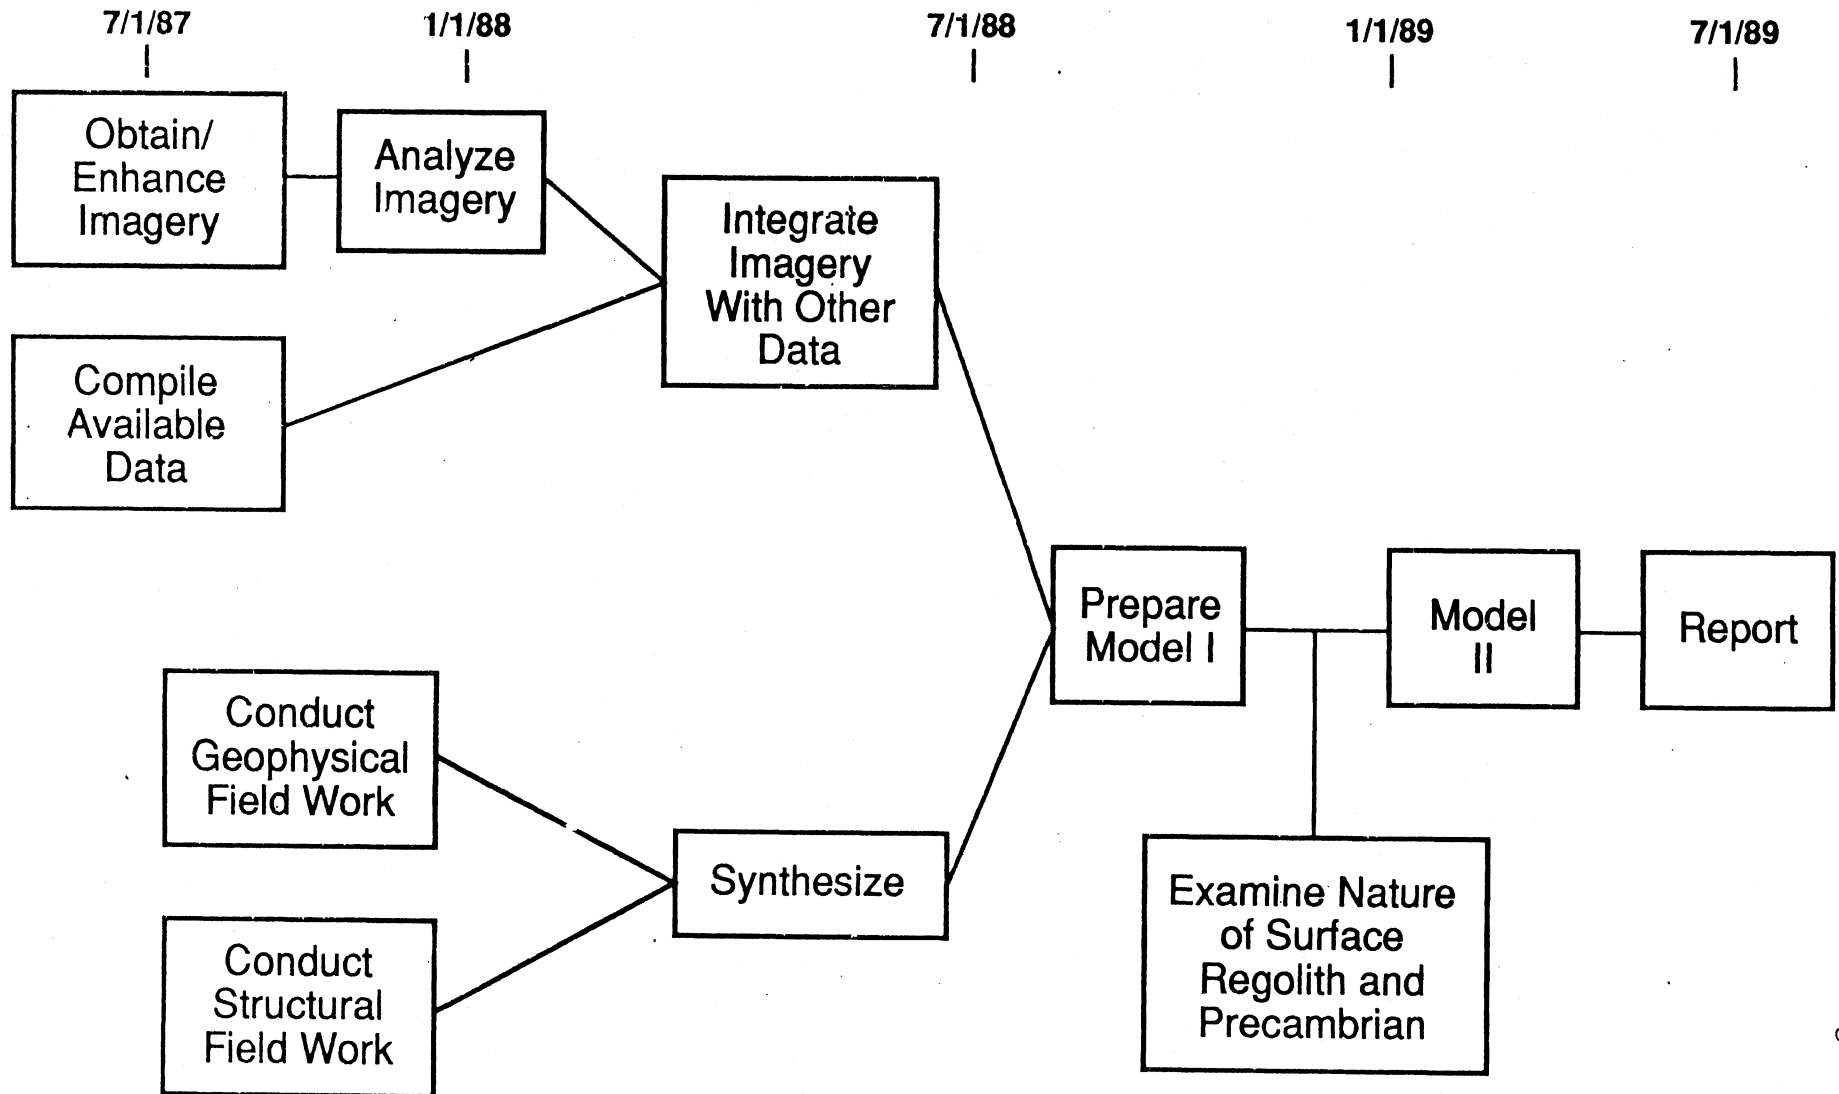 7/1/87
1/1/88
7/1/88
1/1/89
7/1/89
Obtain/
Enhance
Imagery
Analyze
Imagery
Integrate
Imagery
With Other
Data
Compile
Available
Data
Prepare
Model I
Model
II
Report
Conduct
Geophysical
Field Work
Synthesize
Examine Nature
of Surface
Regolith and
Precambrian
Conduct
Structural
Field Work